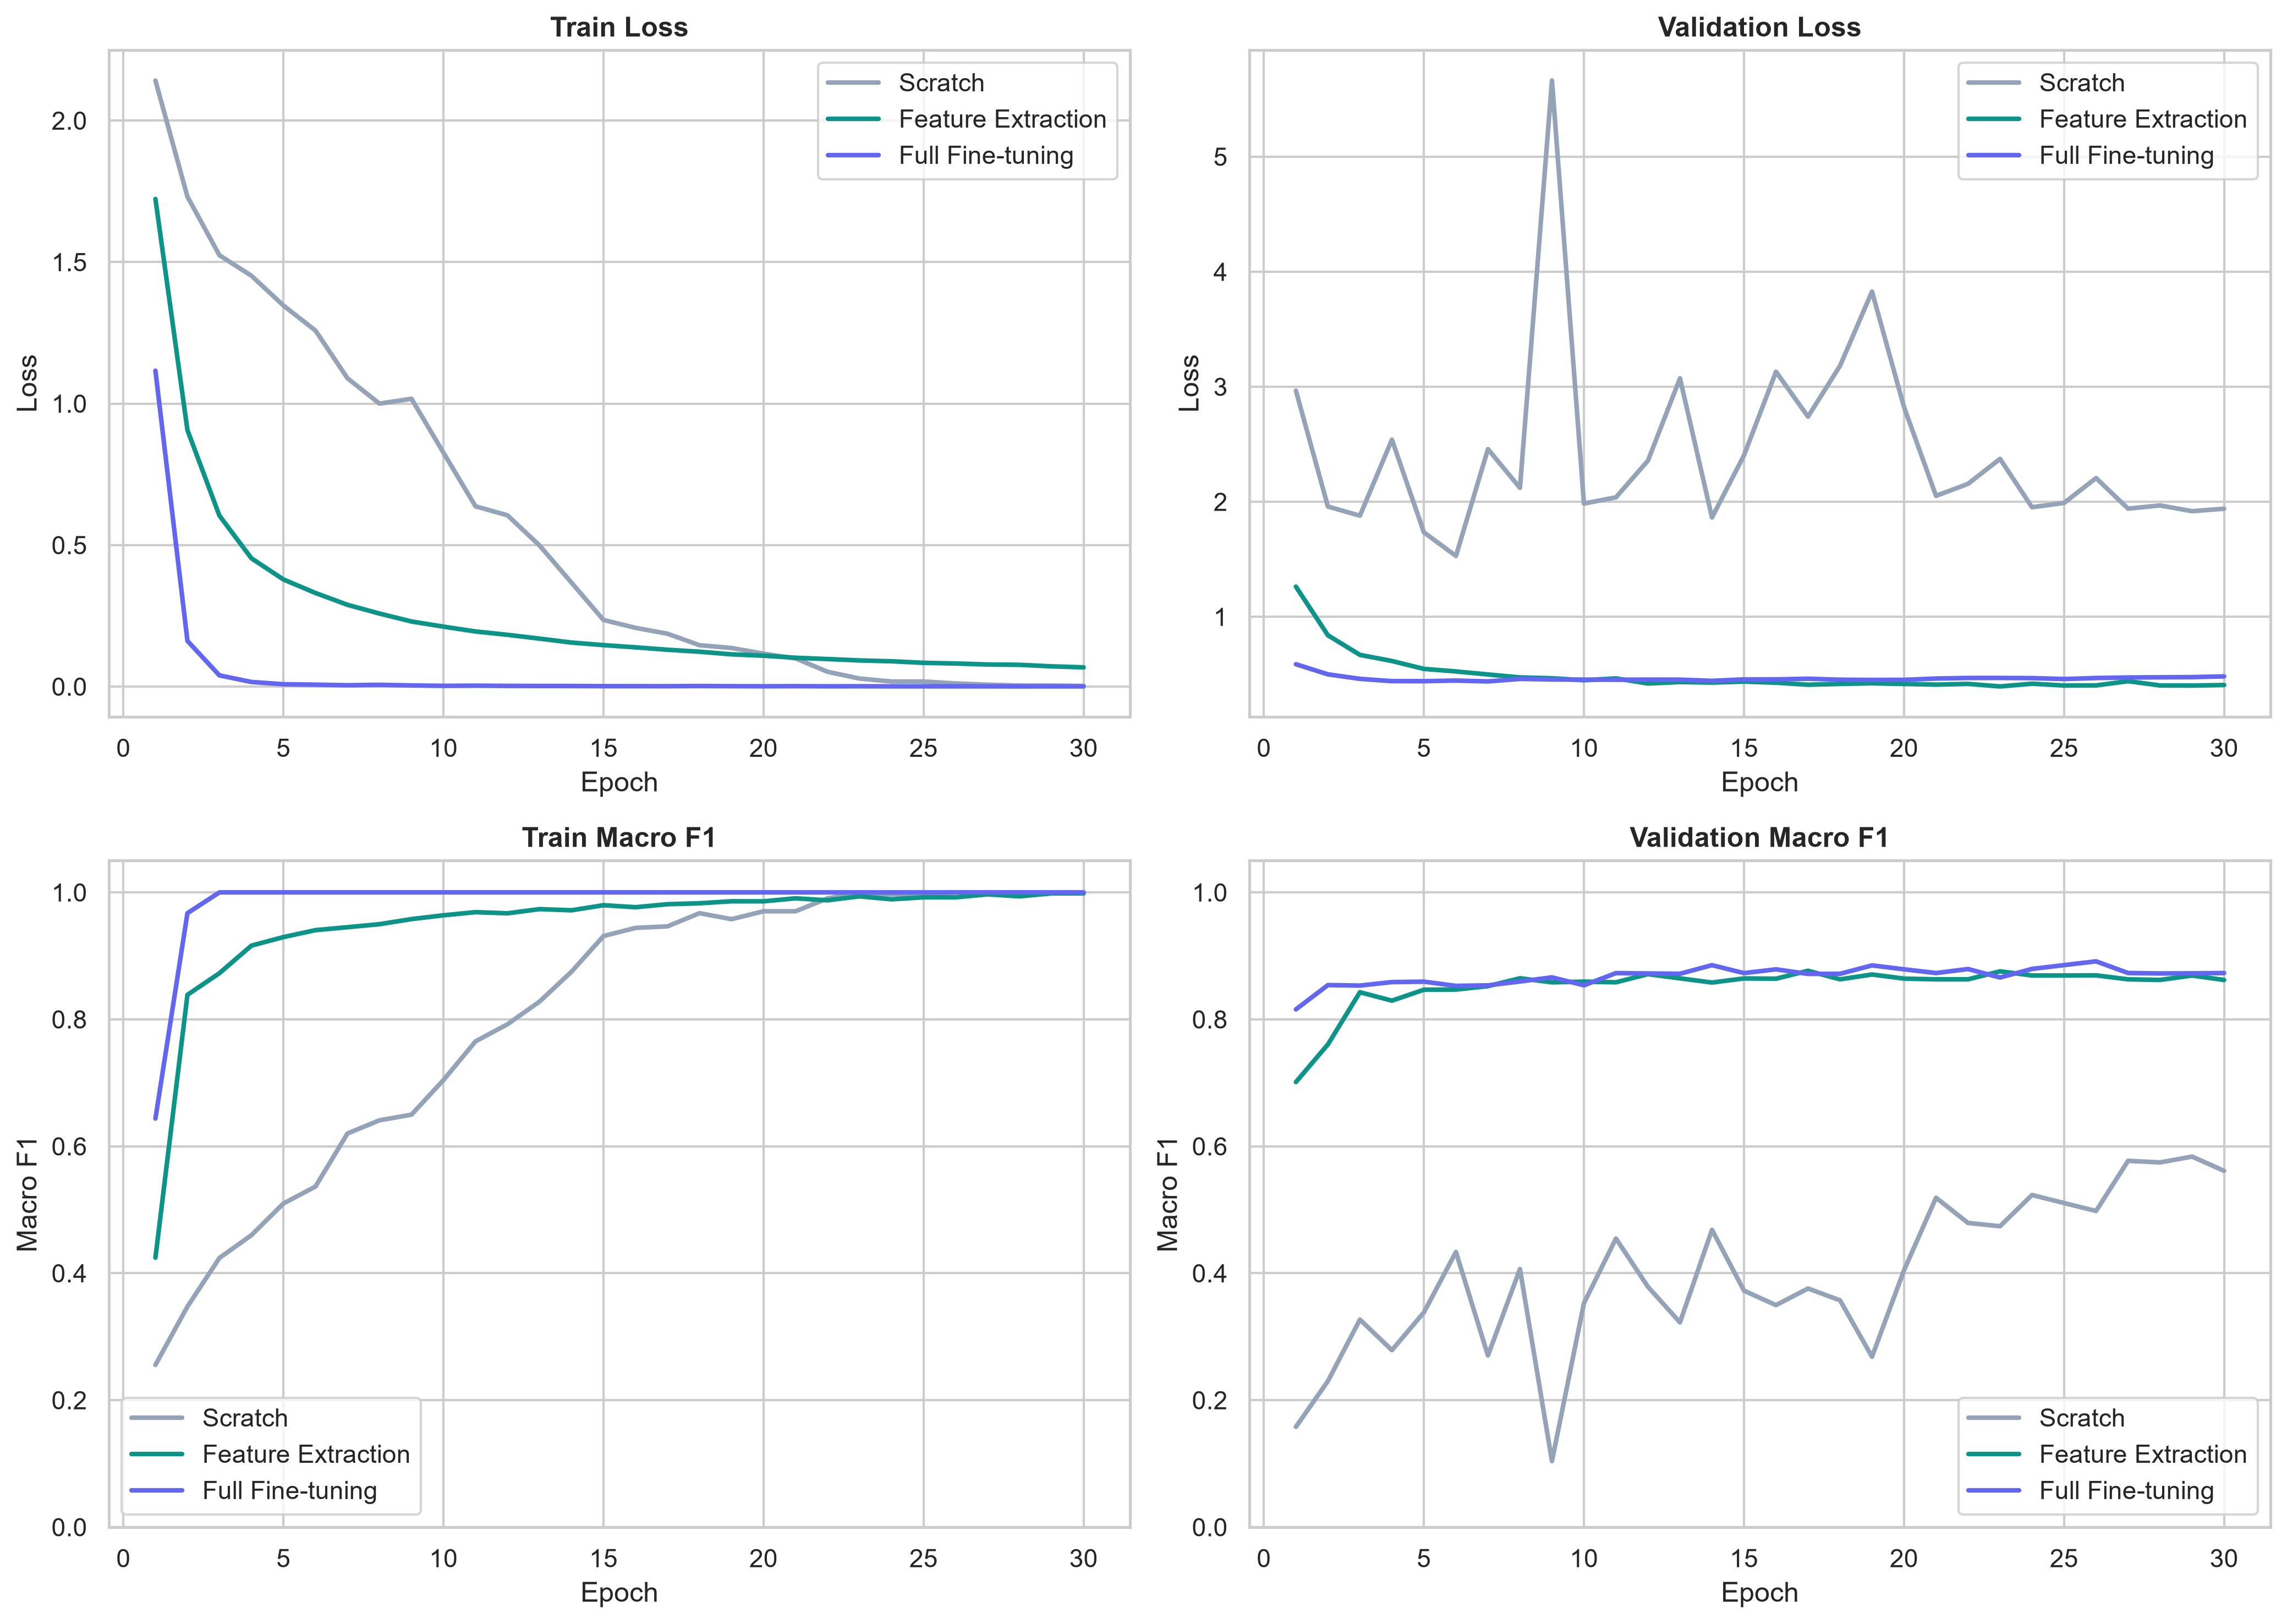 Train Loss
Loss
2.0
1.5
1.0
0.5
0.0
0 5 10 15 20 25 30
Epoch
Scratch
Feature Extraction
Full Fine-tuning
Validation Loss
Loss
5
4
3
2
1
0 5 10 15 20 25 30
Epoch
Scratch
Feature Extraction
Full Fine-tuning
Train Macro F1
Macro F1
1.0
0.8
0.6
0.4
0.2
0.0
0 5 10 15 20 25 30
Epoch
Scratch
Feature Extraction
Full Fine-tuning
Validation Macro F1
Macro F1
1.0
0.8
0.6
0.4
0.2
0.0
0 5 10 15 20 25 30
Epoch
Scratch
Feature Extraction
Full Fine-tuning